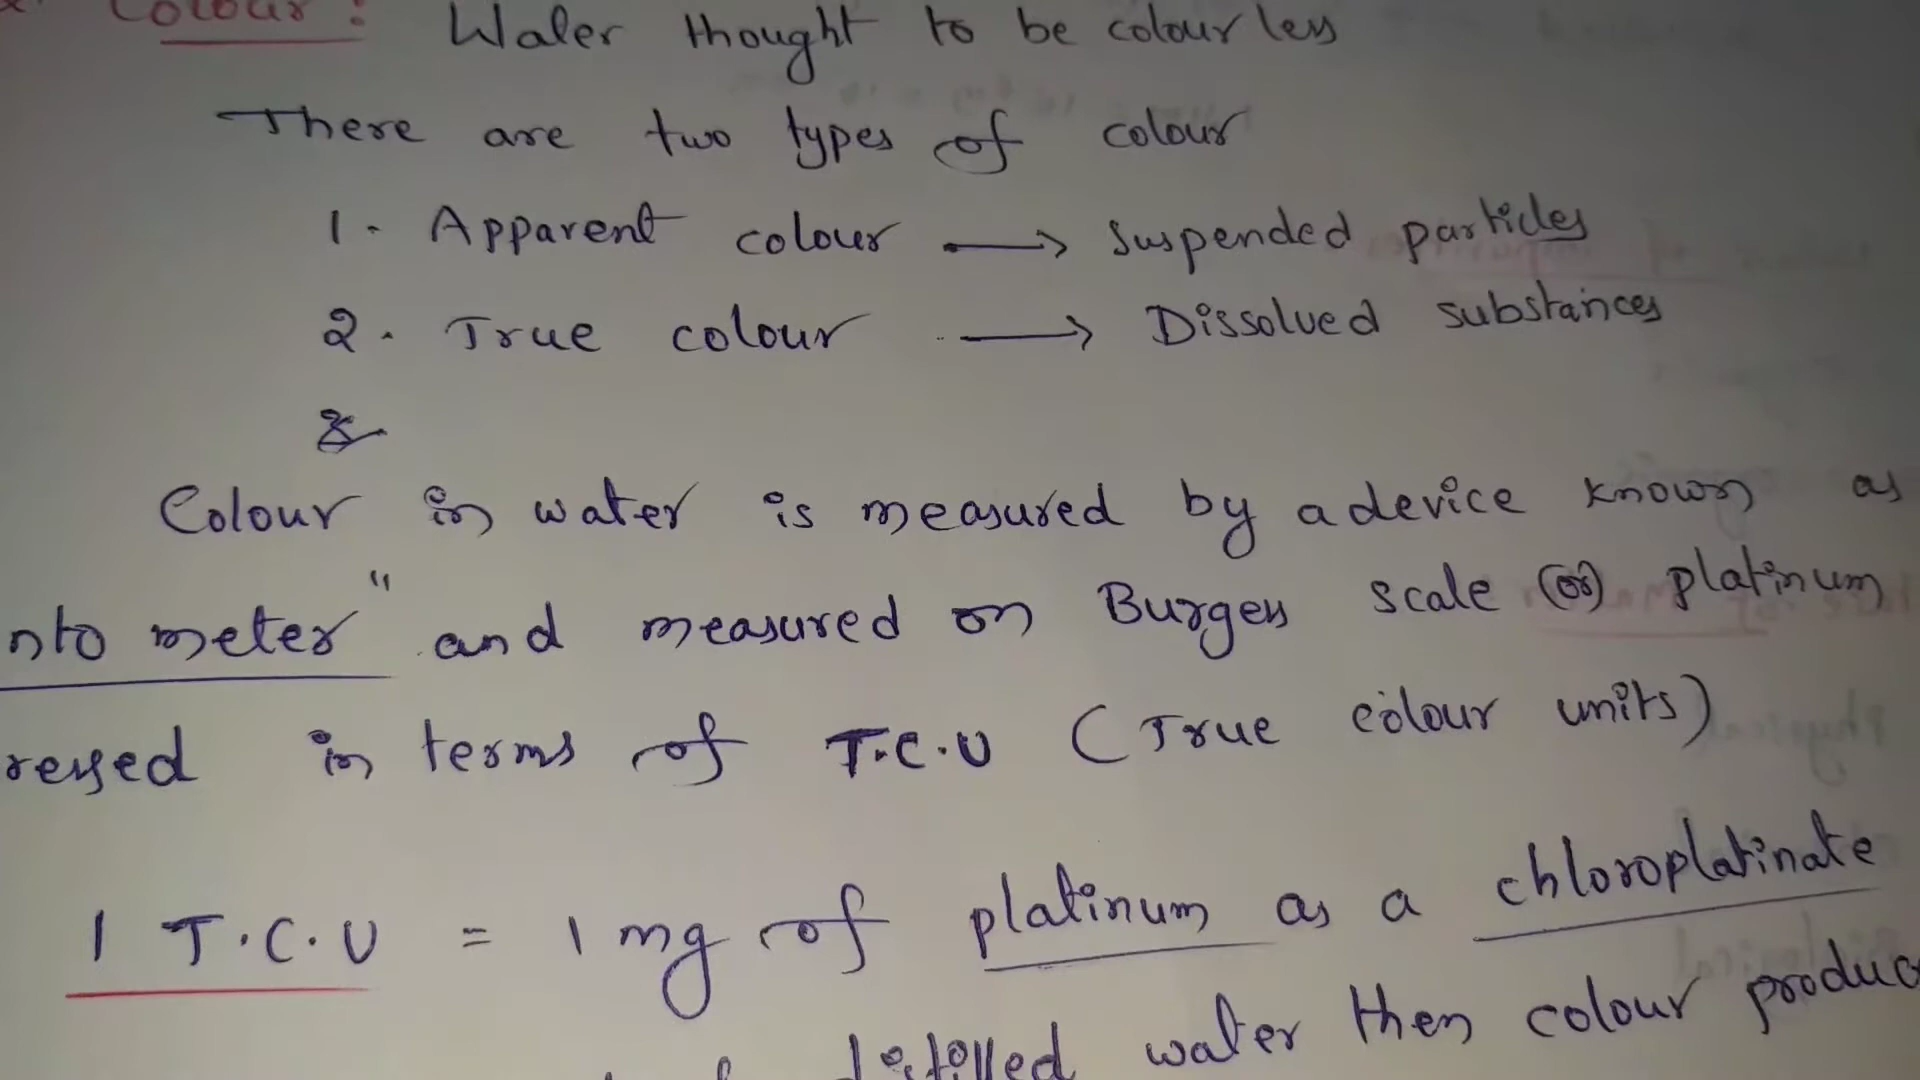 Colour : Water thought to be colourless
There are two types of colour
1. Apparent colour → Suspended particles
2. True colour → Dissolved substances
Colour in water is measured by a device known as
nto meter" and measured on Burgess scale (or) platinum
ressed in terms of T.C.U (True colour units)
1 T.C.U = 1 mg of platinum as a chloroplatinate
distilled water then colour produc